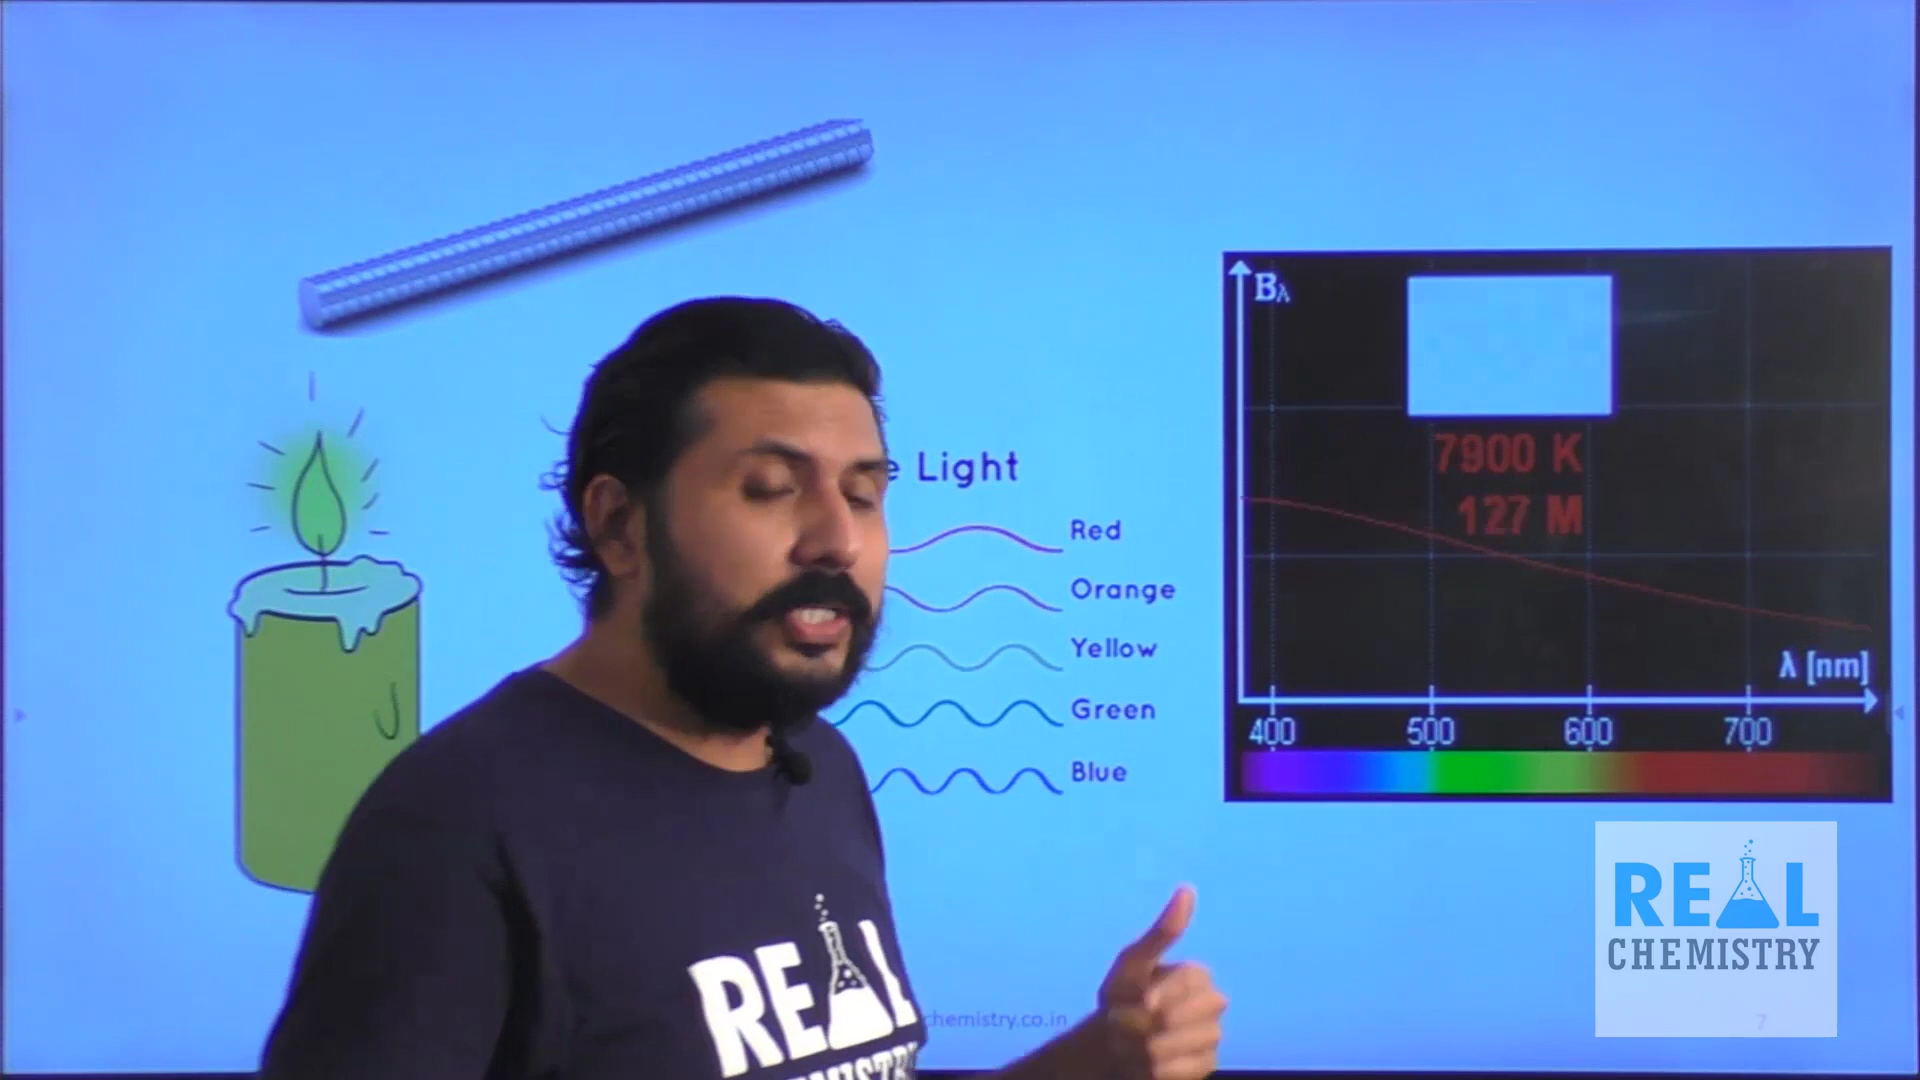 e Light
Red
Orange
Yellow
Green
Blue
Bλ
7900 K
127 M
λ [nm]
400 500 600 700
REAL
CHEMISTRY
REAL
chemistry.co.in
7